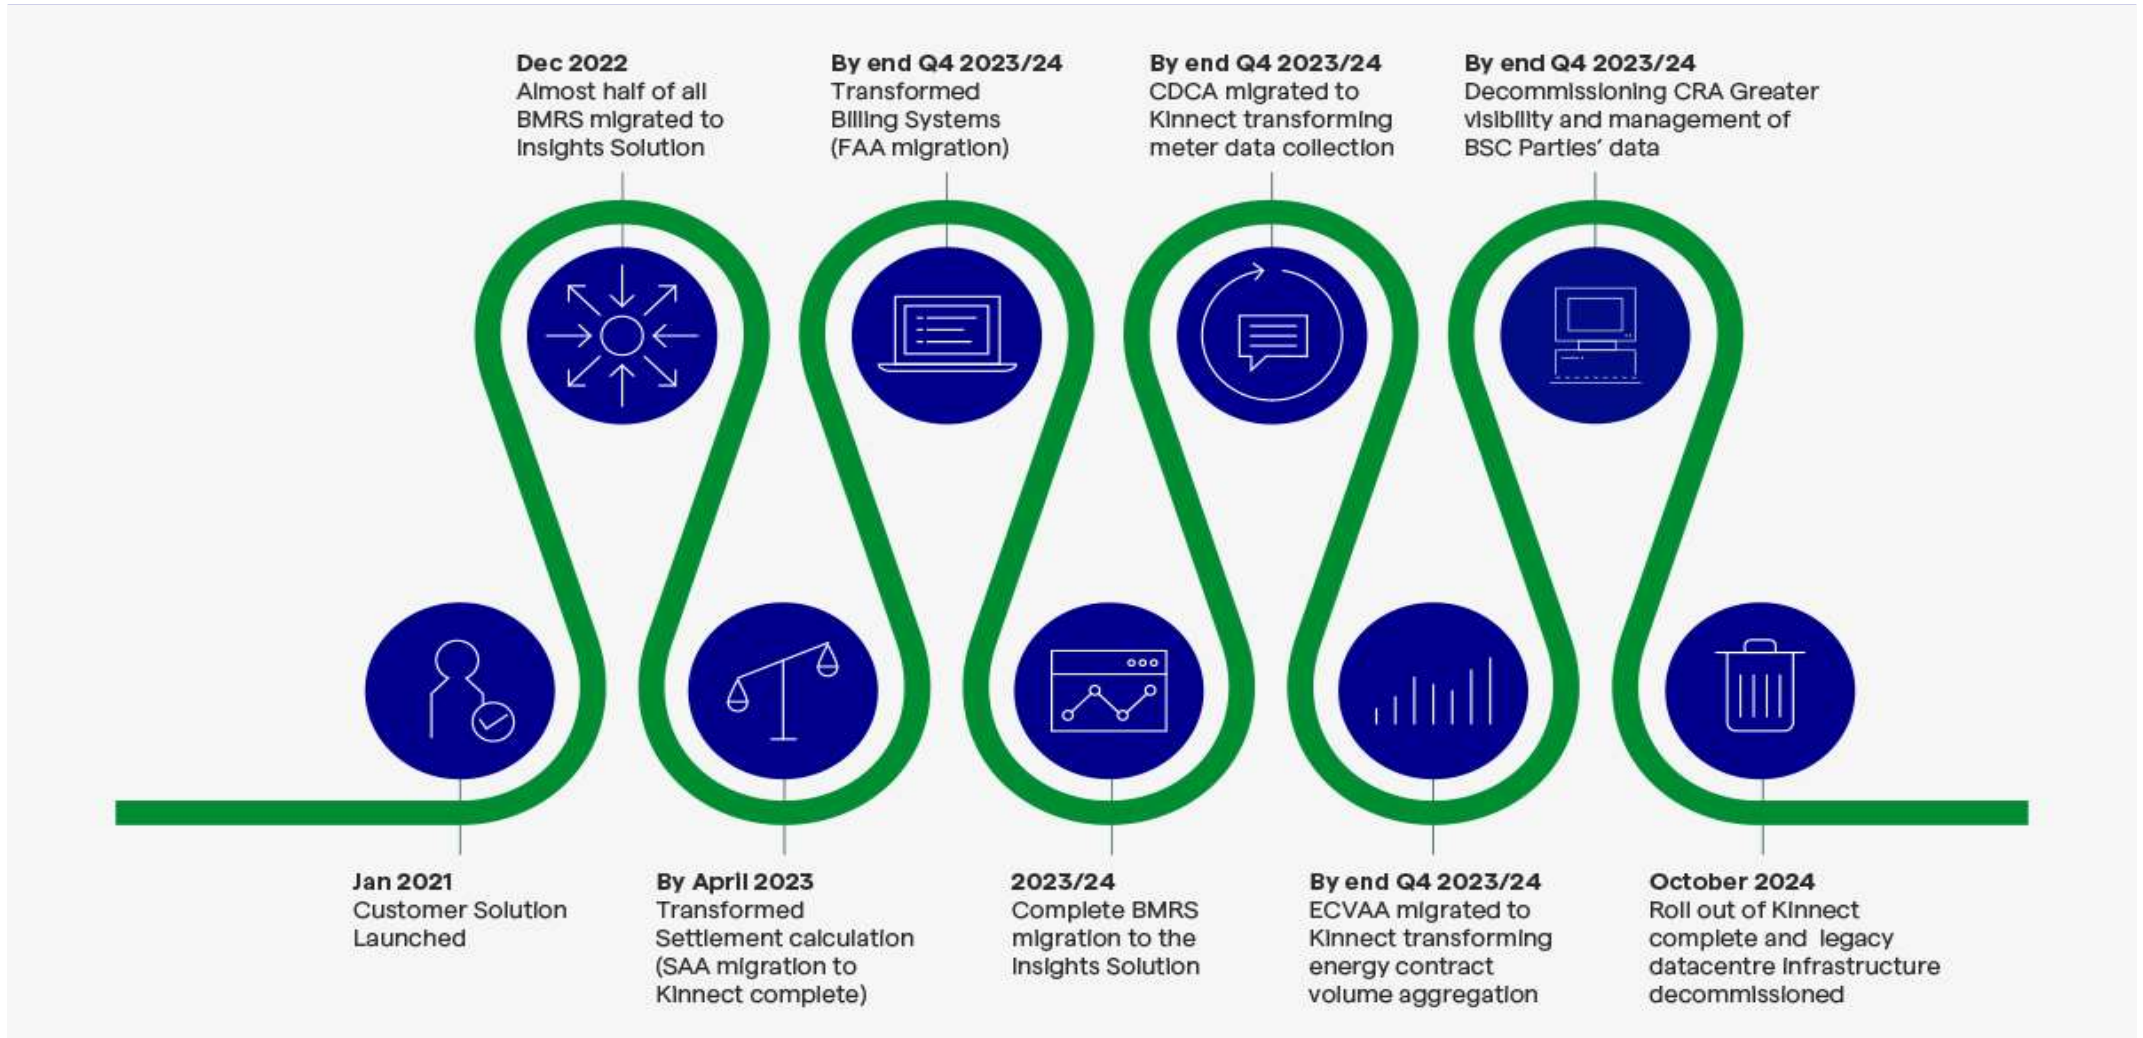 Dec 2022
Almost half of all
BMRS migrated to
Insights Solution
By end Q4 2023/24
Transformed
Billing Systems
(FAA migration)
By end Q4 2023/24
CDCA migrated to
Kinnect transforming
meter data collection
By end Q4 2023/24
Decommissioning CRA Greater
visibility and management of
BSC Parties' data
Jan 2021
Customer Solution
Launched
By April 2023
Transformed
Settlement calculation
(SAA migration to
Kinnect complete)
2023/24
Complete BMRS
migration to the
Insights Solution
By end Q4 2023/24
ECVAA migrated to
Kinnect transforming
energy contract
volume aggregation
October 2024
Roll out of Kinnect
complete and legacy
datacentre infrastructure
decommissioned